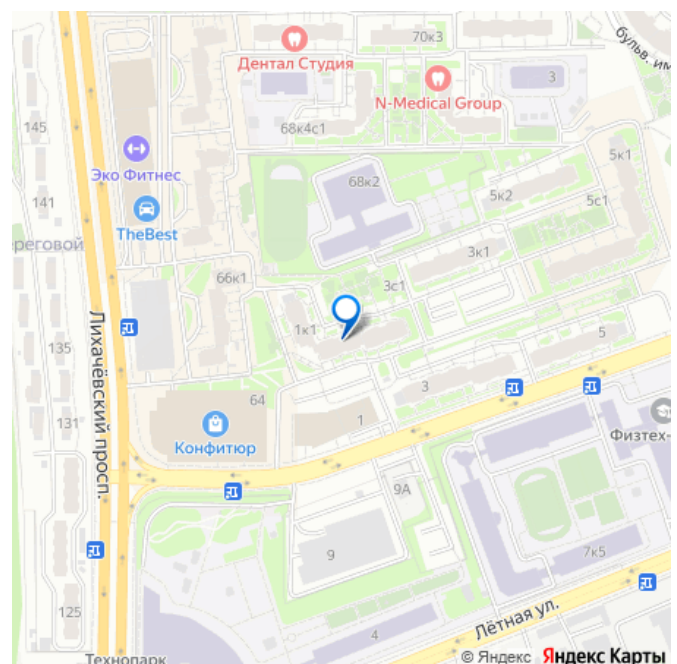 70к3
бульв. им
Дентал Студия
3
N-Medical Group
145
68к4с1
5к1
Эко Фитнес
68к2
141
5к2
5с1
TheBest
реговой
3к1
66к1
3с1
Лихачёвский просп.
1к1
135
5
3
64
131
1
Конфитюр
Физтех-
9А
9
7к5
125
Лётная ул.
4
Технопарк
© Яндекс Яндекс Карты